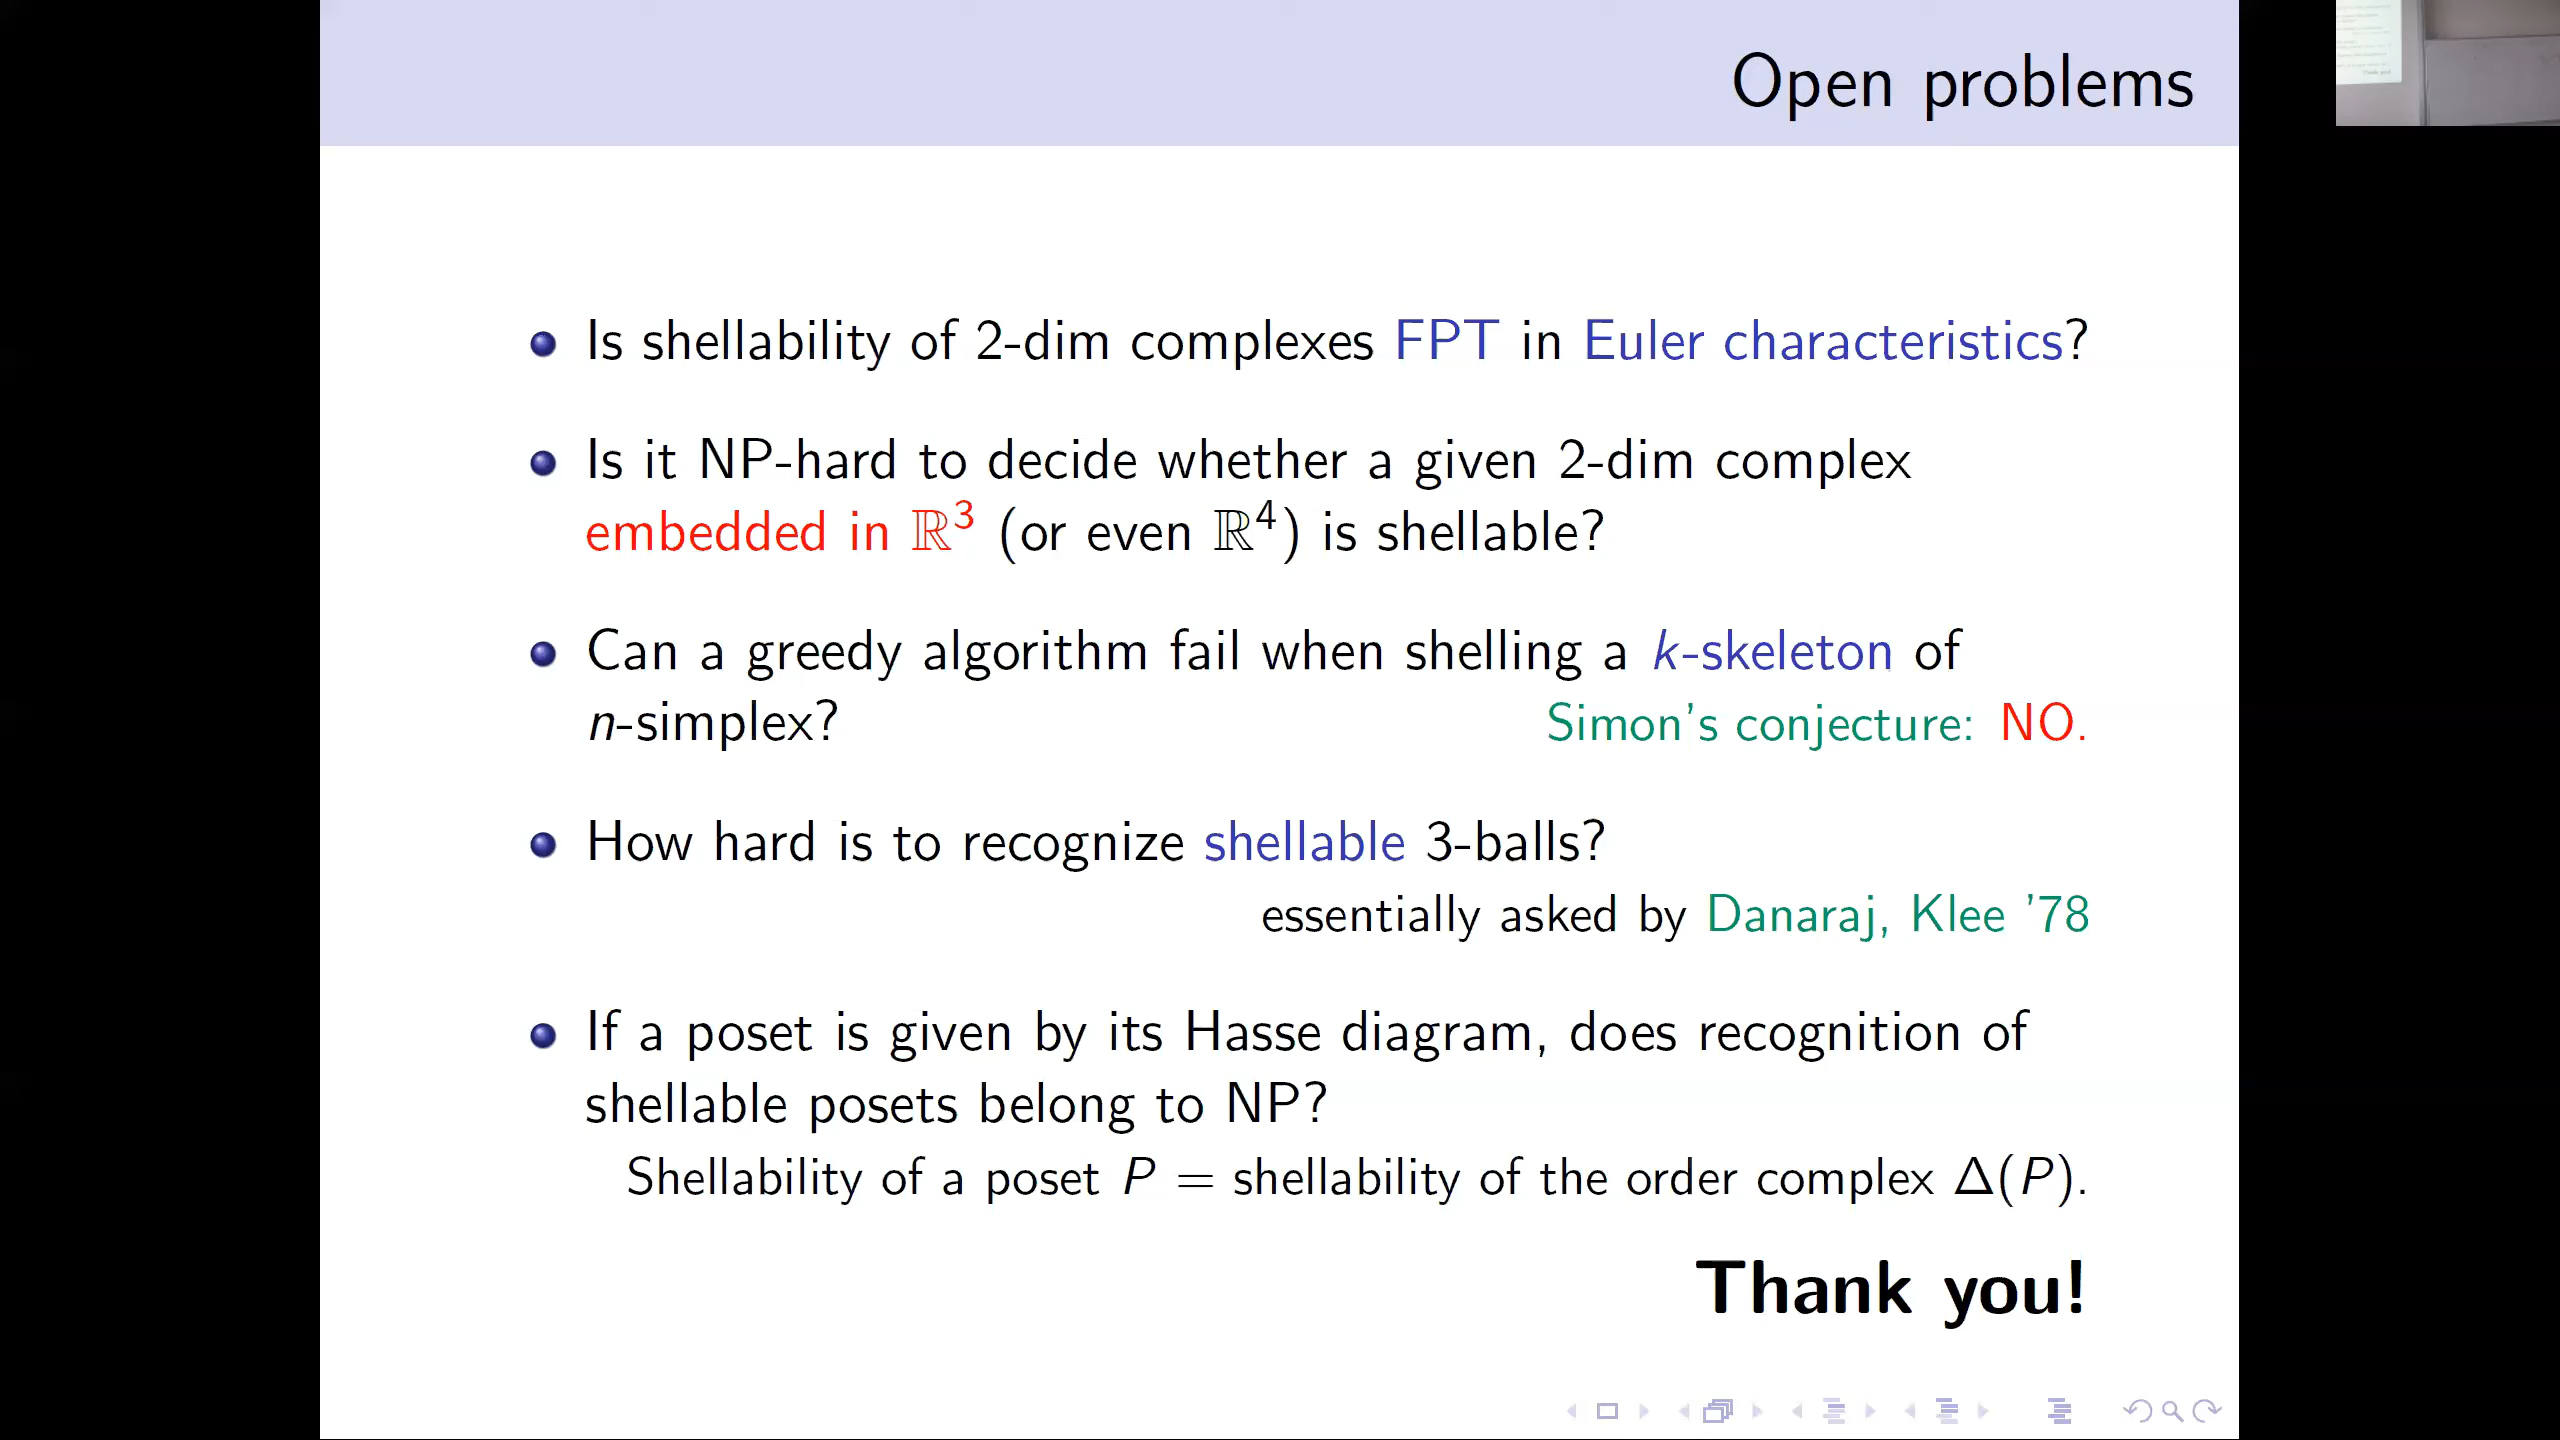 Open problems
Is shellability of 2-dim complexes FPT in Euler characteristics?
Is it NP-hard to decide whether a given 2-dim complex
embedded in ℝ³ (or even ℝ⁴) is shellable?
Can a greedy algorithm fail when shelling a k-skeleton of
n-simplex? Simon's conjecture: NO.
How hard is to recognize shellable 3-balls?
essentially asked by Danaraj, Klee '78
If a poset is given by its Hasse diagram, does recognition of
shellable posets belong to NP?
Shellability of a poset P = shellability of the order complex Δ(P).
Thank you!